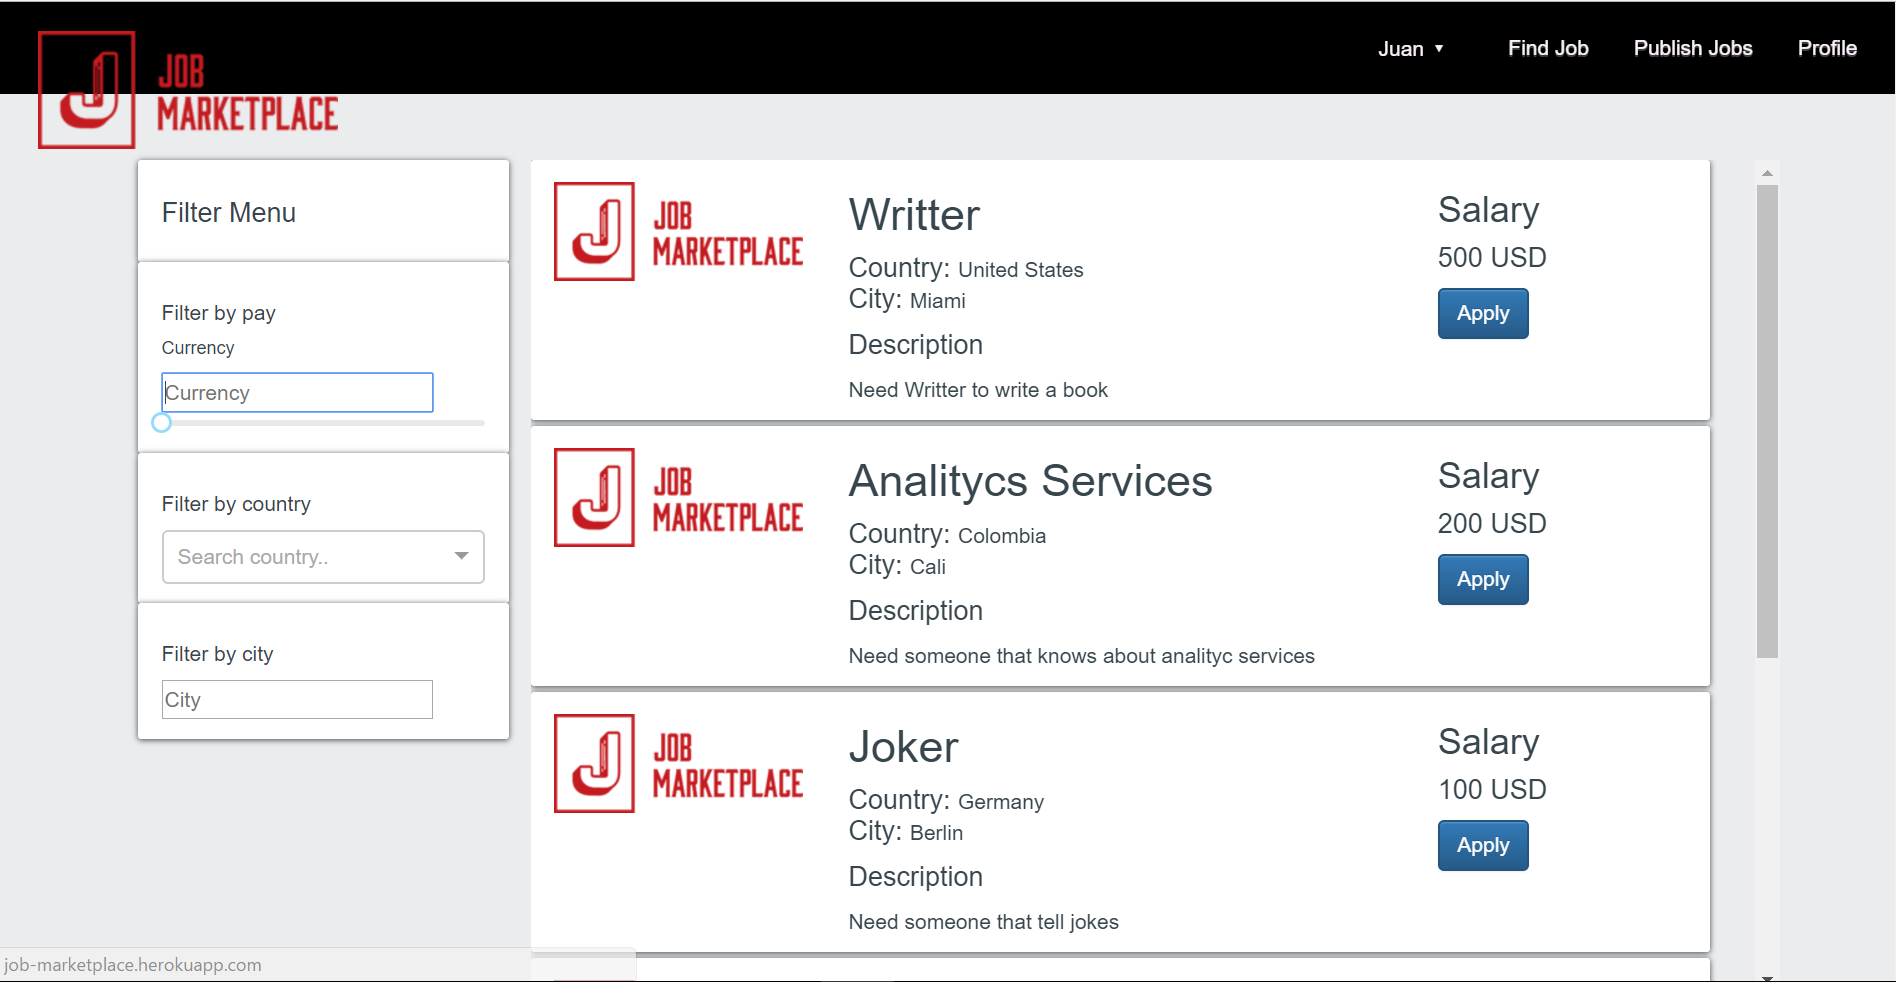 JOB
MARKETPLACE
Juan ▼
Find Job
Publish Jobs
Profile
Filter Menu
Filter by pay
Currency
Currency
Filter by country
Search country..
Filter by city
City
JOB
MARKETPLACE
Writter
Country: United States
City: Miami
Description
Need Writter to write a book
Salary
500 USD
Apply
JOB
MARKETPLACE
Analitycs Services
Country: Colombia
City: Cali
Description
Need someone that knows about analityc services
Salary
200 USD
Apply
JOB
MARKETPLACE
Joker
Country: Germany
City: Berlin
Description
Need someone that tell jokes
Salary
100 USD
Apply
job-marketplace.herokuapp.com